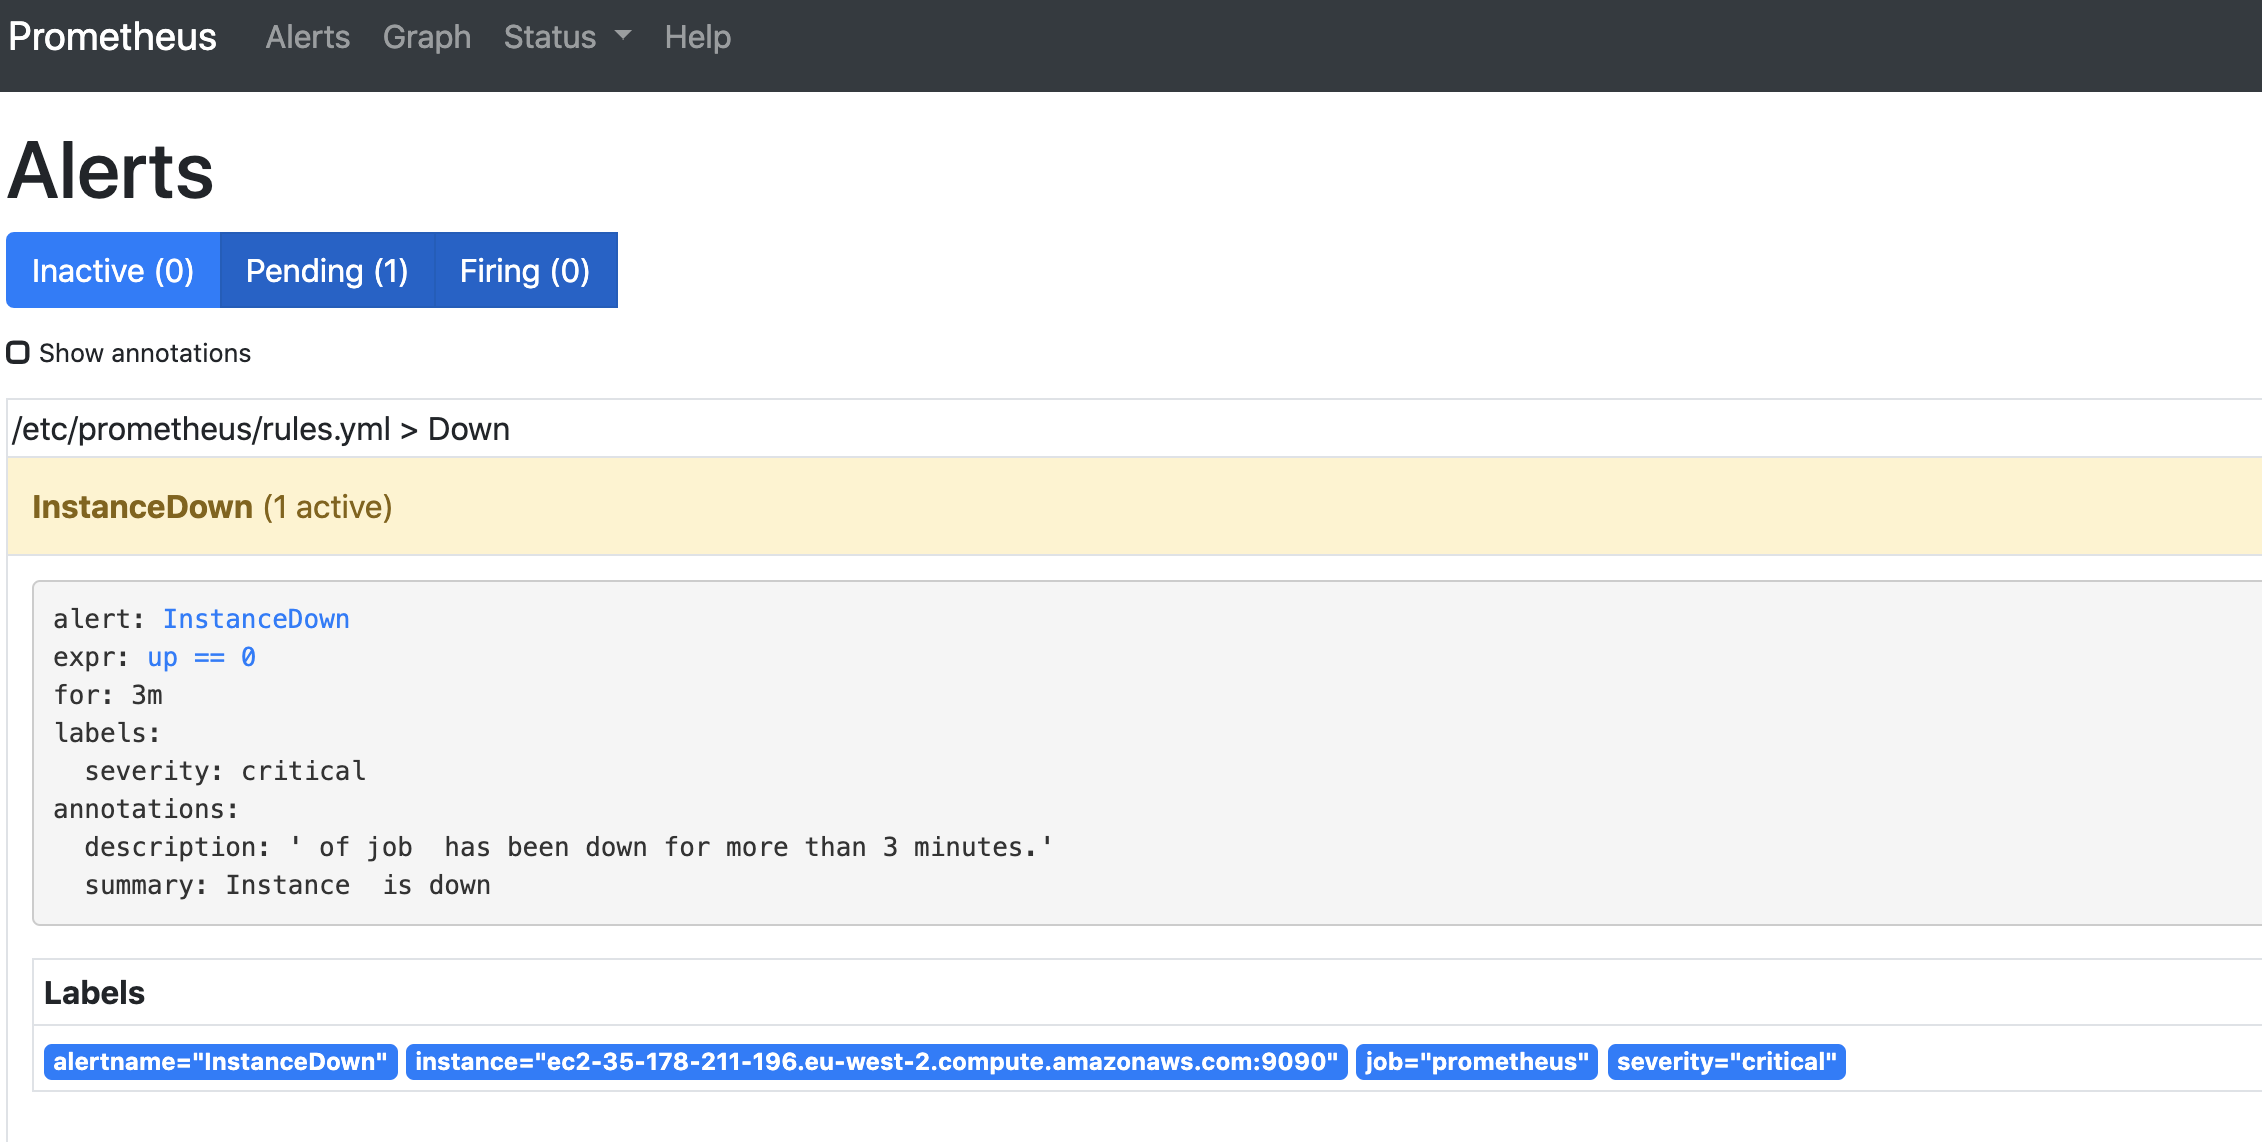 Prometheus Alerts Graph Status Help
Alerts
Inactive (0) Pending (1) Firing (0)
Show annotations
/etc/prometheus/rules.yml > Down
InstanceDown (1 active)
alert: InstanceDown
expr: up == 0
for: 3m
labels:
  severity: critical
annotations:
  description: ' of job  has been down for more than 3 minutes.'
  summary: Instance  is down
Labels
alertname="InstanceDown" instance="ec2-35-178-211-196.eu-west-2.compute.amazonaws.com:9090" job="prometheus" severity="critical"